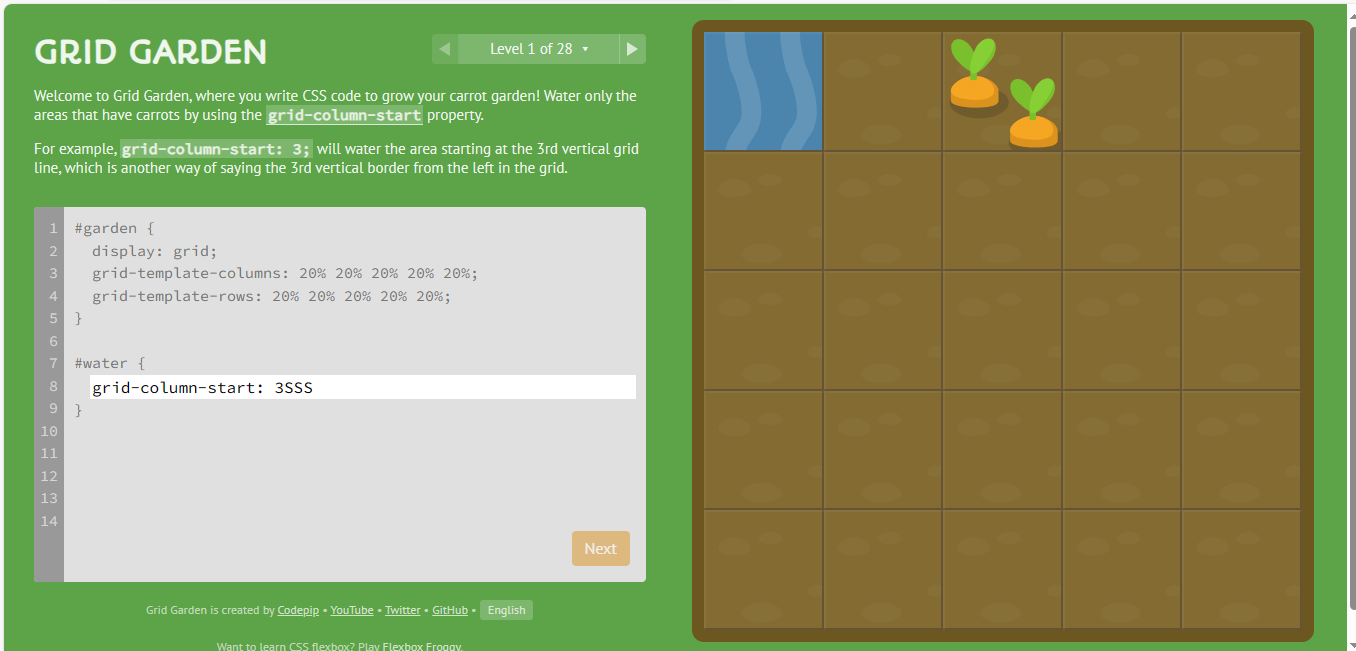 GRID GARDEN
◀ Level 1 of 28 ▾ ▶
Welcome to Grid Garden, where you write CSS code to grow your carrot garden! Water only the
areas that have carrots by using the grid-column-start property.
For example, grid-column-start: 3; will water the area starting at the 3rd vertical grid
line, which is another way of saying the 3rd vertical border from the left in the grid.
1 #garden {
2 display: grid;
3 grid-template-columns: 20% 20% 20% 20% 20%;
4 grid-template-rows: 20% 20% 20% 20% 20%;
5 }
6
7 #water {
8 grid-column-start: 3SSS
9 }
10
11
12
13
14
Next
Grid Garden is created by Codepip • YouTube • Twitter • GitHub • English
Want to learn CSS flexbox? Play Flexbox Froggy.